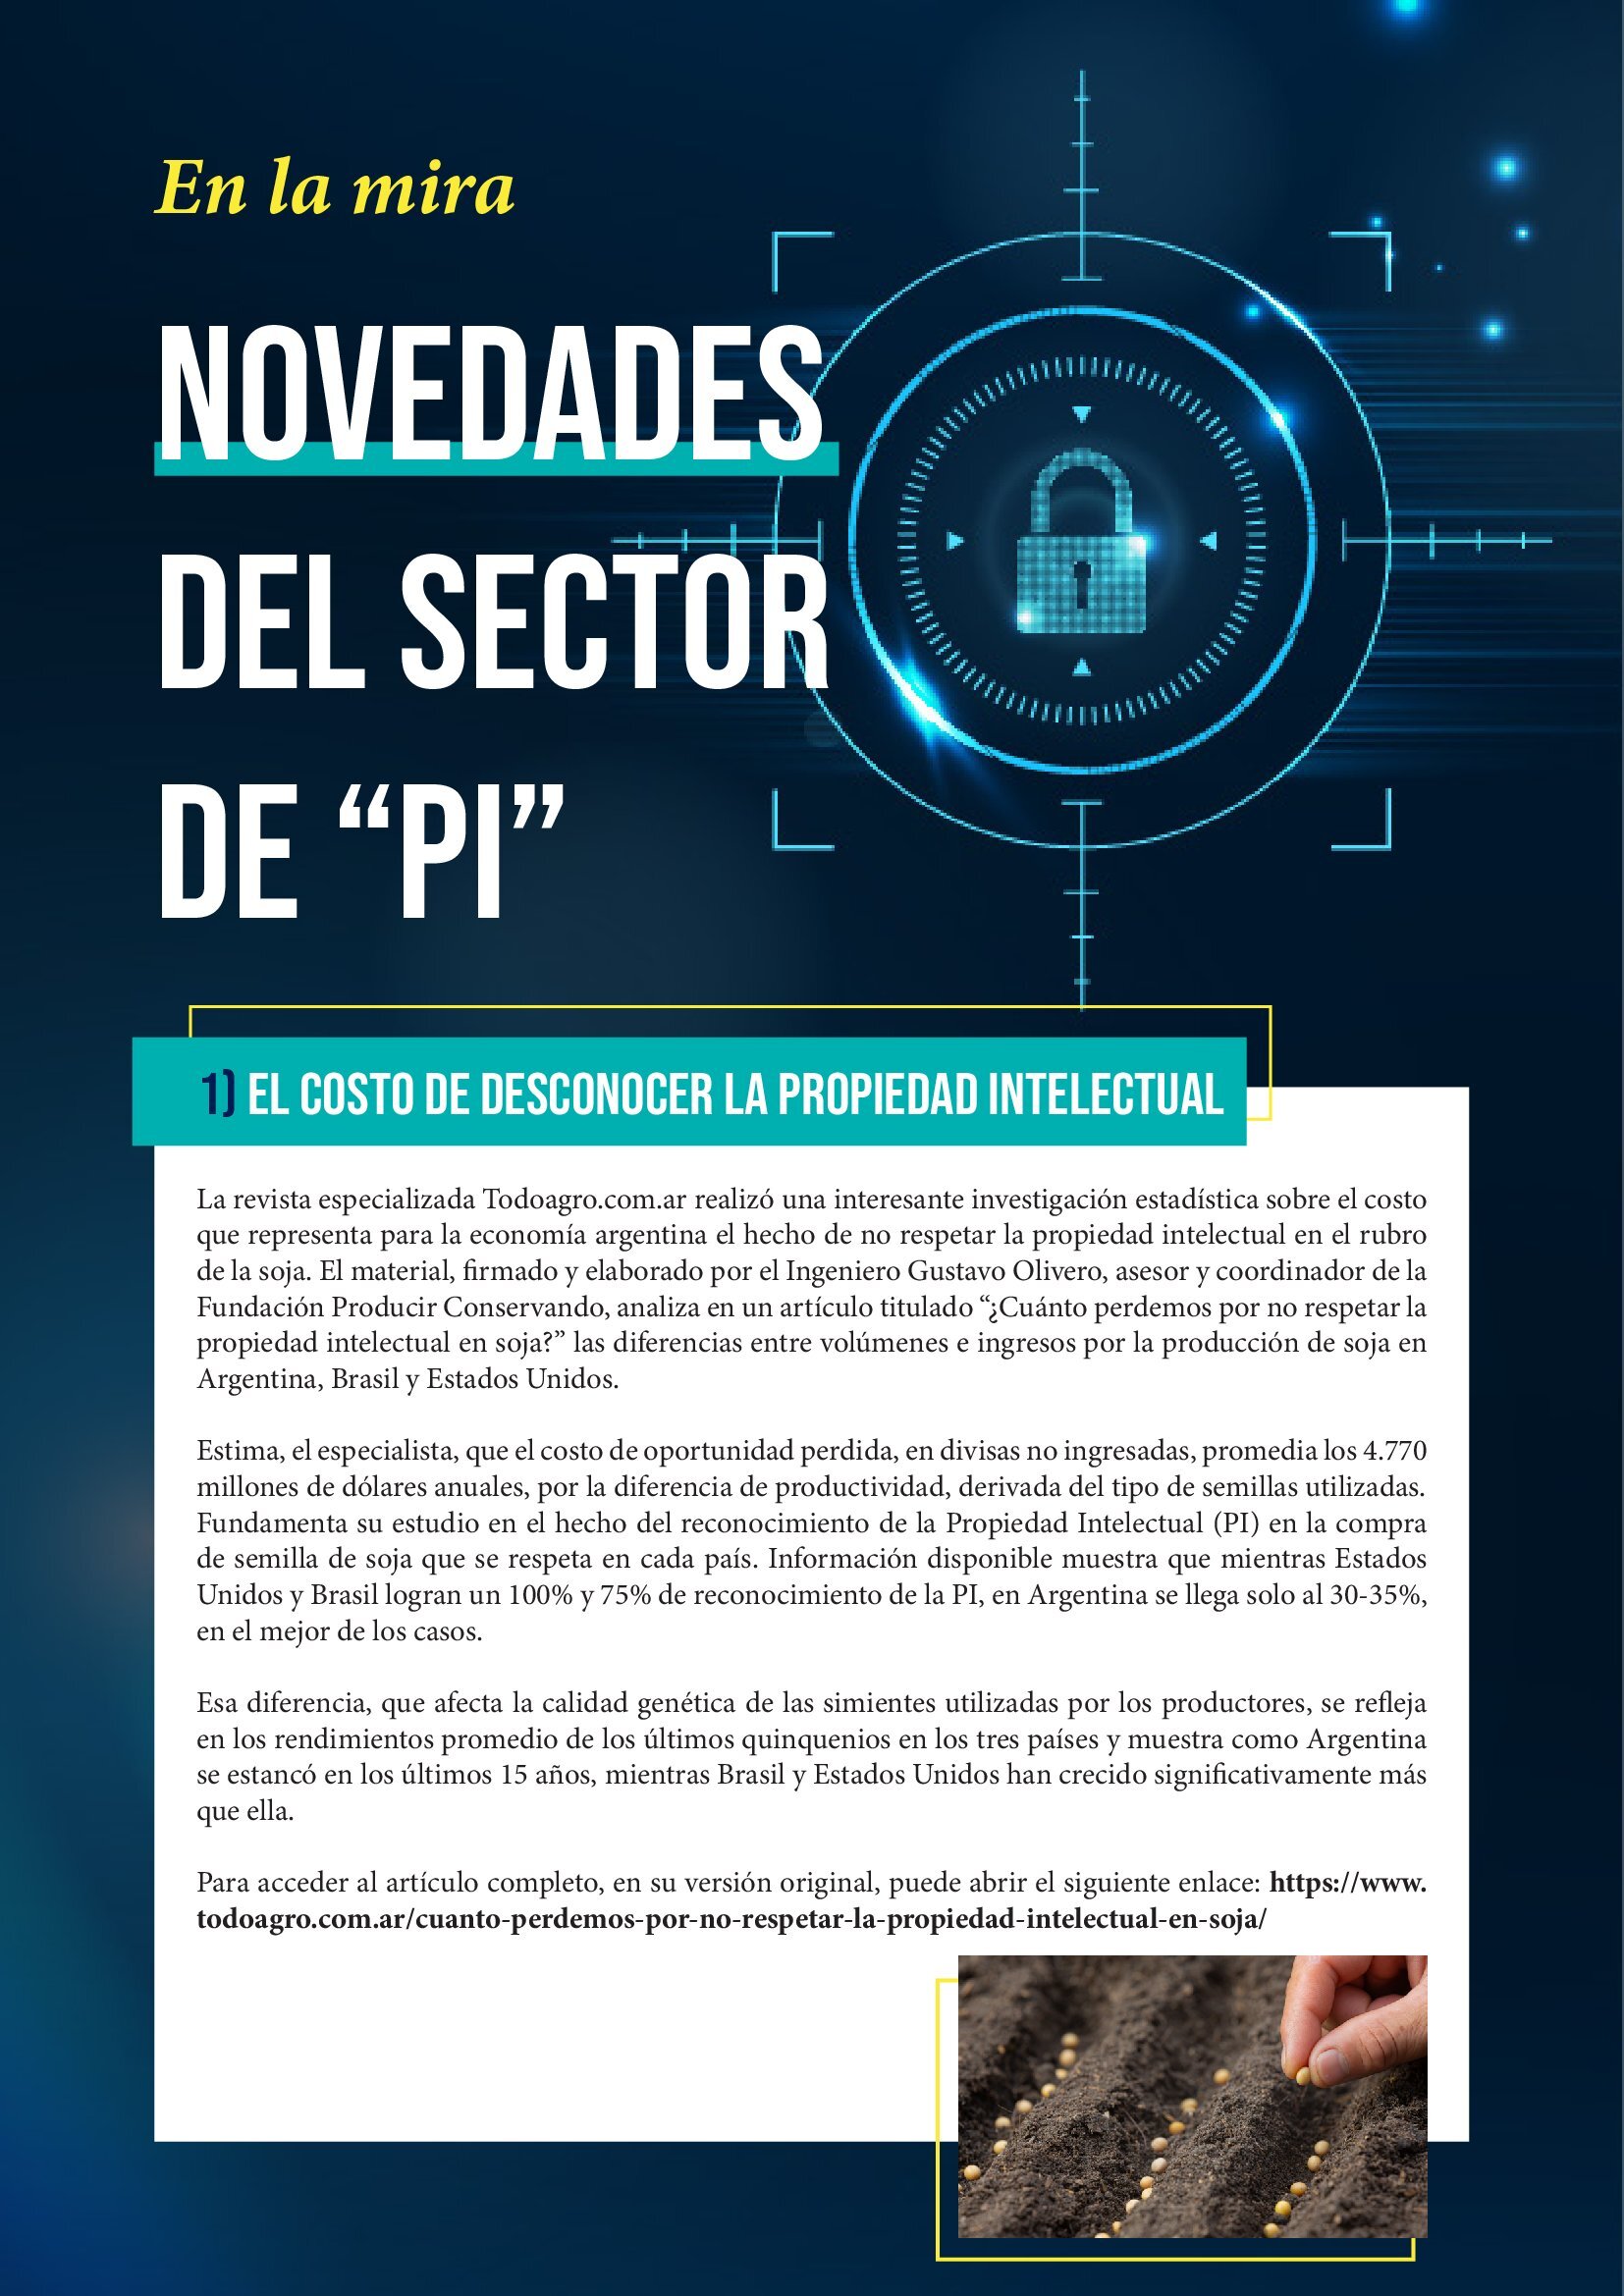 En la mira
NOVEDADES
DEL SECTOR
DE “PI”
1) EL COSTO DE DESCONOCER LA PROPIEDAD INTELECTUAL
La revista especializada Todoagro.com.ar realizó una interesante investigación estadística sobre el costo
que representa para la economía argentina el hecho de no respetar la propiedad intelectual en el rubro
de la soja. El material, firmado y elaborado por el Ingeniero Gustavo Olivero, asesor y coordinador de la
Fundación Producir Conservando, analiza en un artículo titulado “¿Cuánto perdemos por no respetar la
propiedad intelectual en soja?” las diferencias entre volúmenes e ingresos por la producción de soja en
Argentina, Brasil y Estados Unidos.
Estima, el especialista, que el costo de oportunidad perdida, en divisas no ingresadas, promedia los 4.770
millones de dólares anuales, por la diferencia de productividad, derivada del tipo de semillas utilizadas.
Fundamenta su estudio en el hecho del reconocimiento de la Propiedad Intelectual (PI) en la compra
de semilla de soja que se respeta en cada país. Información disponible muestra que mientras Estados
Unidos y Brasil logran un 100% y 75% de reconocimiento de la PI, en Argentina se llega solo al 30-35%,
en el mejor de los casos.
Esa diferencia, que afecta la calidad genética de las simientes utilizadas por los productores, se refleja
en los rendimientos promedio de los últimos quinquenios en los tres países y muestra como Argentina
se estancó en los últimos 15 años, mientras Brasil y Estados Unidos han crecido significativamente más
que ella.
Para acceder al artículo completo, en su versión original, puede abrir el siguiente enlace: https://www.
todoagro.com.ar/cuanto-perdemos-por-no-respetar-la-propiedad-intelectual-en-soja/